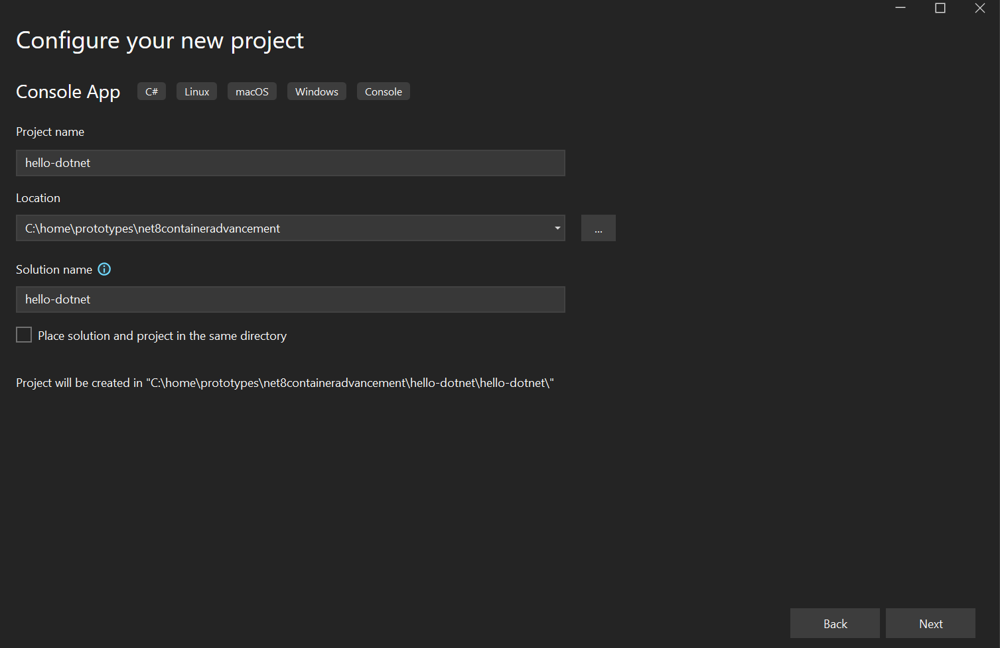 Configure your new project
Console App C# Linux macOS Windows Console
Project name
hello-dotnet
Location
C:\home\prototypes\net8containeradvancement
...
Solution name
hello-dotnet
Place solution and project in the same directory
Project will be created in "C:\home\prototypes\net8containeradvancement\hello-dotnet\hello-dotnet\"
Back Next